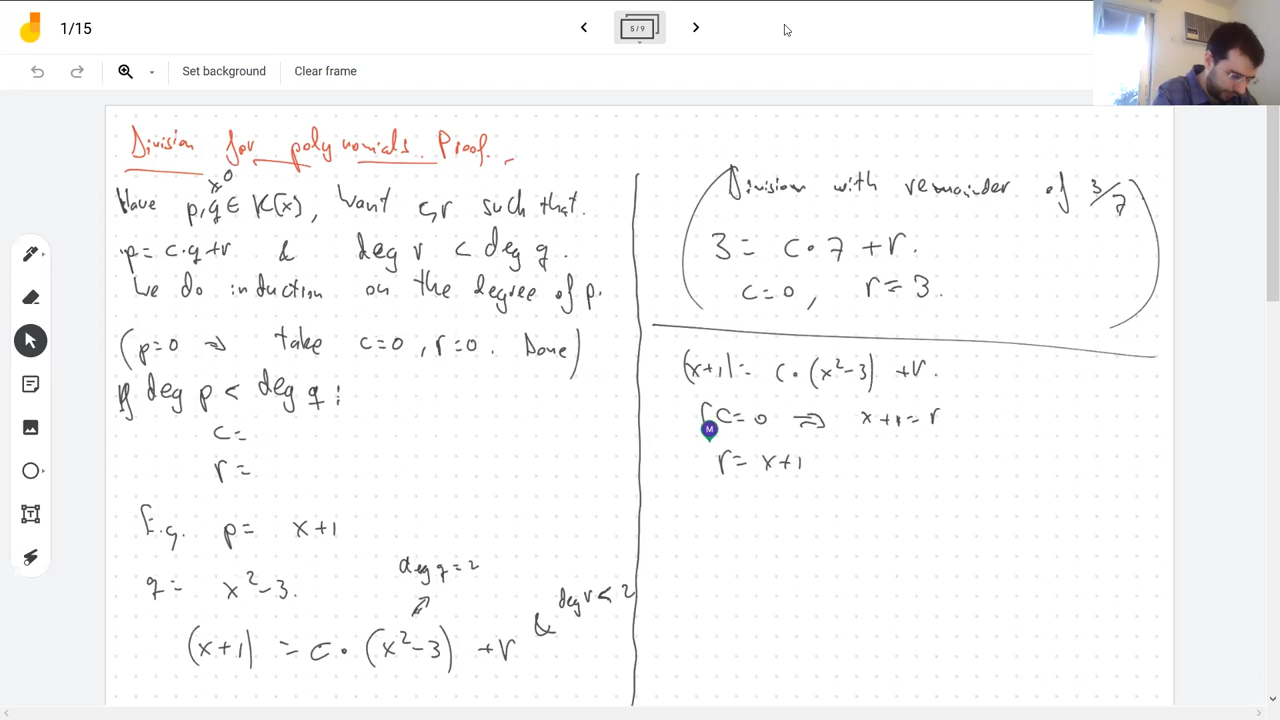 1/15
5/9
Set background
Clear frame
Division for polynomials. Proof.
Have p, q ∈ K(x), Want c, r such that.
≠0
p = c·q + r & deg r < deg q.
We do induction on the degree of p.
(p=0 ⇒ take c=0, r=0. Done)
If deg p < deg q:
c=
r=
E.g. p= x+1
q= x²-3.
deg q = 2
(x+1) = c·(x²-3) + r & deg r < 2
Division with remainder of 3/7
3 = c·7 + r.
c=0, r=3.
(x+1) = c·(x²-3) + r.
c=0 ⇒ x+1=r
r= x+1
M